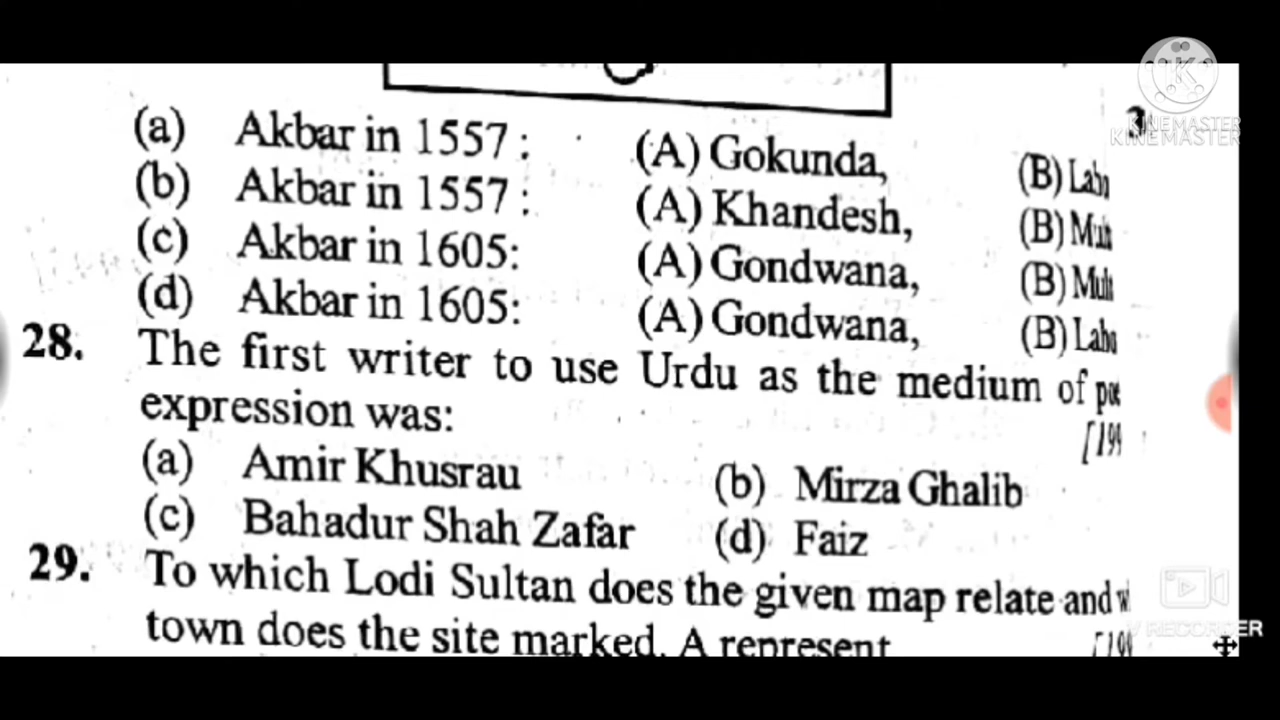 (a) Akbar in 1557 : (A) Gokunda, (B)
(b) Akbar in 1557 : (A) Khandesh, (B)
(c) Akbar in 1605: (A) Gondwana, (B)
(d) Akbar in 1605: (A) Gondwana, (B)
28. The first writer to use Urdu as the medium of
expression was:
(a) Amir Khusrau (b) Mirza Ghalib
(c) Bahadur Shah Zafar (d) Faiz
29. To which Lodi Sultan does the given map relate and
town does the site marked. A represent
KINEMASTER
KINEMASTER
V RECORDER